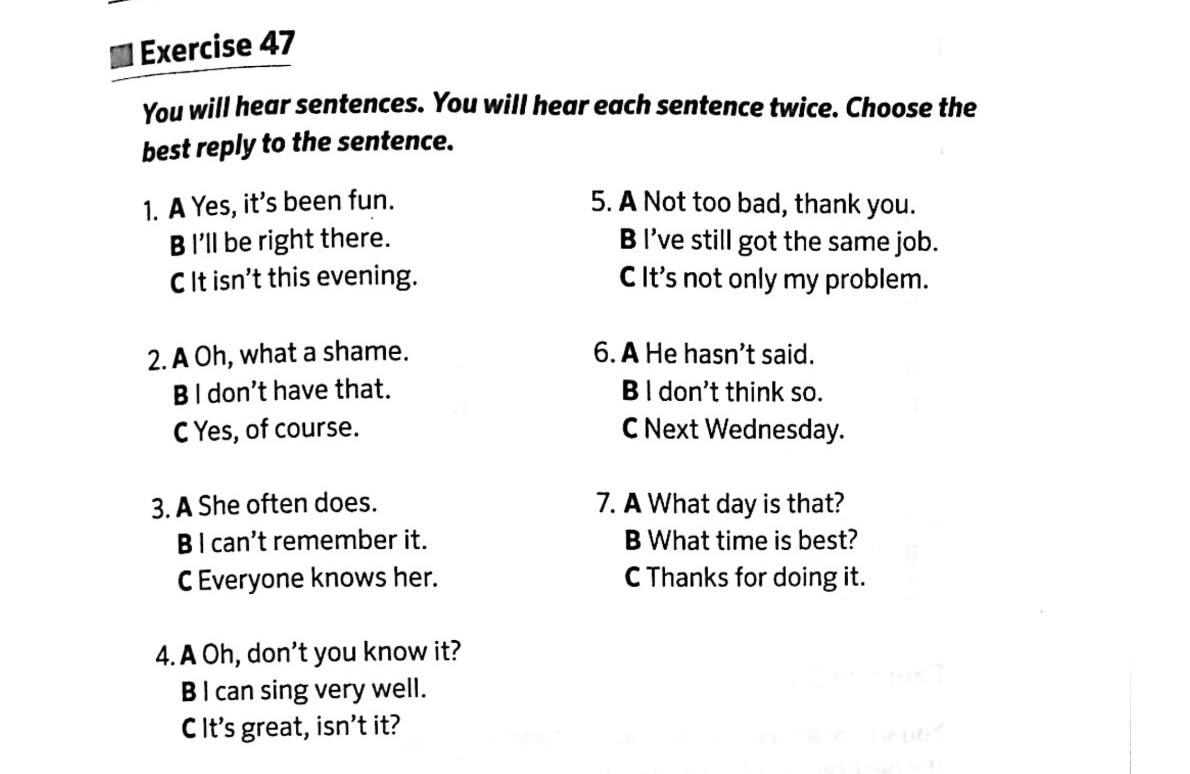 Exercise 47
You will hear sentences. You will hear each sentence twice. Choose the
best reply to the sentence.
1. A Yes, it's been fun.
B I'll be right there.
C It isn't this evening.
2. A Oh, what a shame.
B I don't have that.
C Yes, of course.
3. A She often does.
B I can't remember it.
C Everyone knows her.
4. A Oh, don't you know it?
B I can sing very well.
C It's great, isn't it?
5. A Not too bad, thank you.
B I've still got the same job.
C It's not only my problem.
6. A He hasn't said.
B I don't think so.
C Next Wednesday.
7. A What day is that?
B What time is best?
C Thanks for doing it.